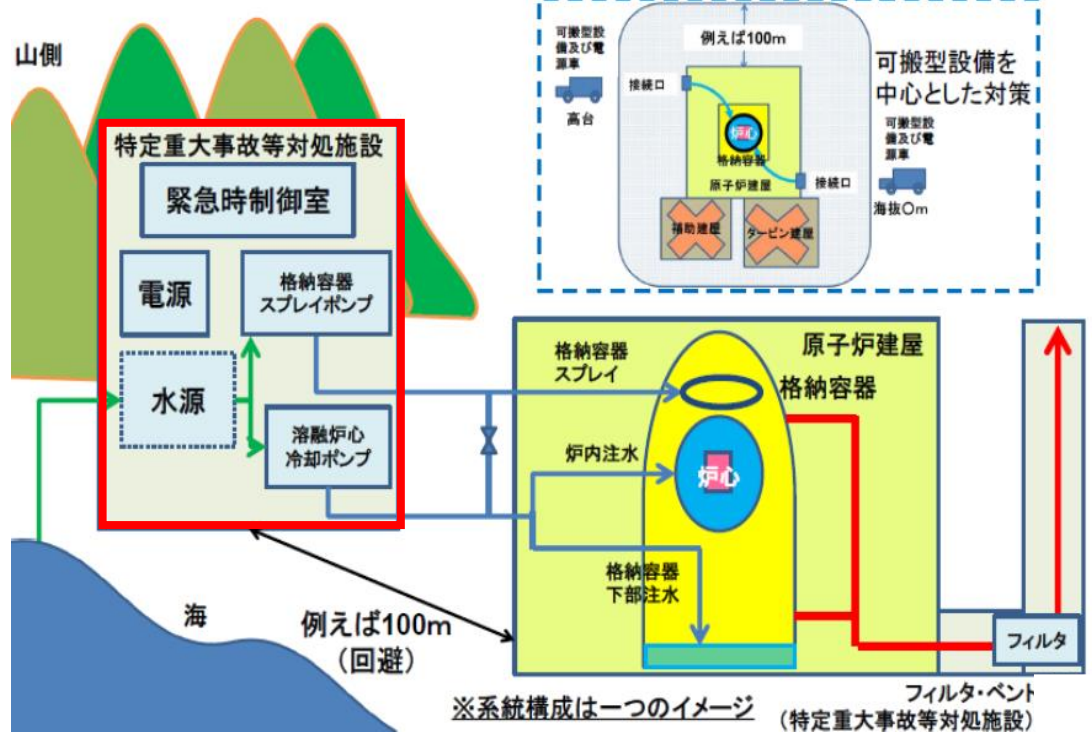 山側
特定重大事故等対処施設
緊急時制御室
電源
格納容器
スプレイポンプ
水源
溶融炉心
冷却ポンプ
海
例えば100m
(回避)
可搬型設
備及び電
源車
高台
例えば100m
接続口
炉心
格納容器
原子炉建屋
接続口
補助建屋
タービン建屋
可搬型設備を
中心とした対策
可搬型設
備及び電
源車
海抜〇m
原子炉建屋
格納容器
スプレイ
格納容器
炉内注水
炉心
格納容器
下部注水
フィルタ
フィルタ・ベント
(特定重大事故等対処施設)
※系統構成は一つのイメージ